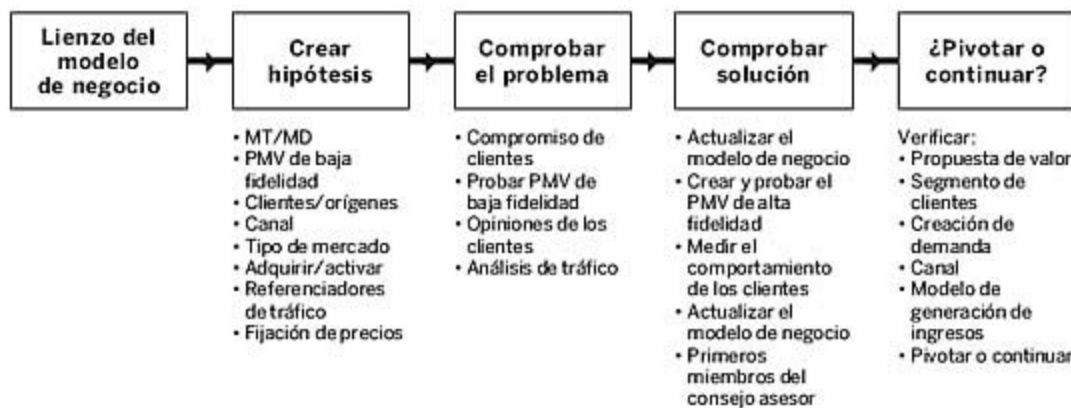 Lienzo del
modelo
de negocio
Crear
hipótesis
Comprobar
el problema
Comprobar
solución
¿Pivotar o
continuar?
• MT/MD
• PMV de baja
fidelidad
• Clientes/orígenes
• Canal
• Tipo de mercado
• Adquirir/activar
• Referenciadores
de tráfico
• Fijación de precios
• Compromiso de
clientes
• Probar PMV de
baja fidelidad
• Opiniones de los
clientes
• Análisis de tráfico
• Actualizar el
modelo de negocio
• Crear y probar el
PMV de alta
fidelidad
• Medir el
comportamiento
de los clientes
• Actualizar el
modelo de negocio
• Primeros
miembros del
consejo asesor
Verificar:
• Propuesta de valor
• Segmento de
clientes
• Creación de
demanda
• Canal
• Modelo de
generación de
ingresos
• Pivotar o continuar